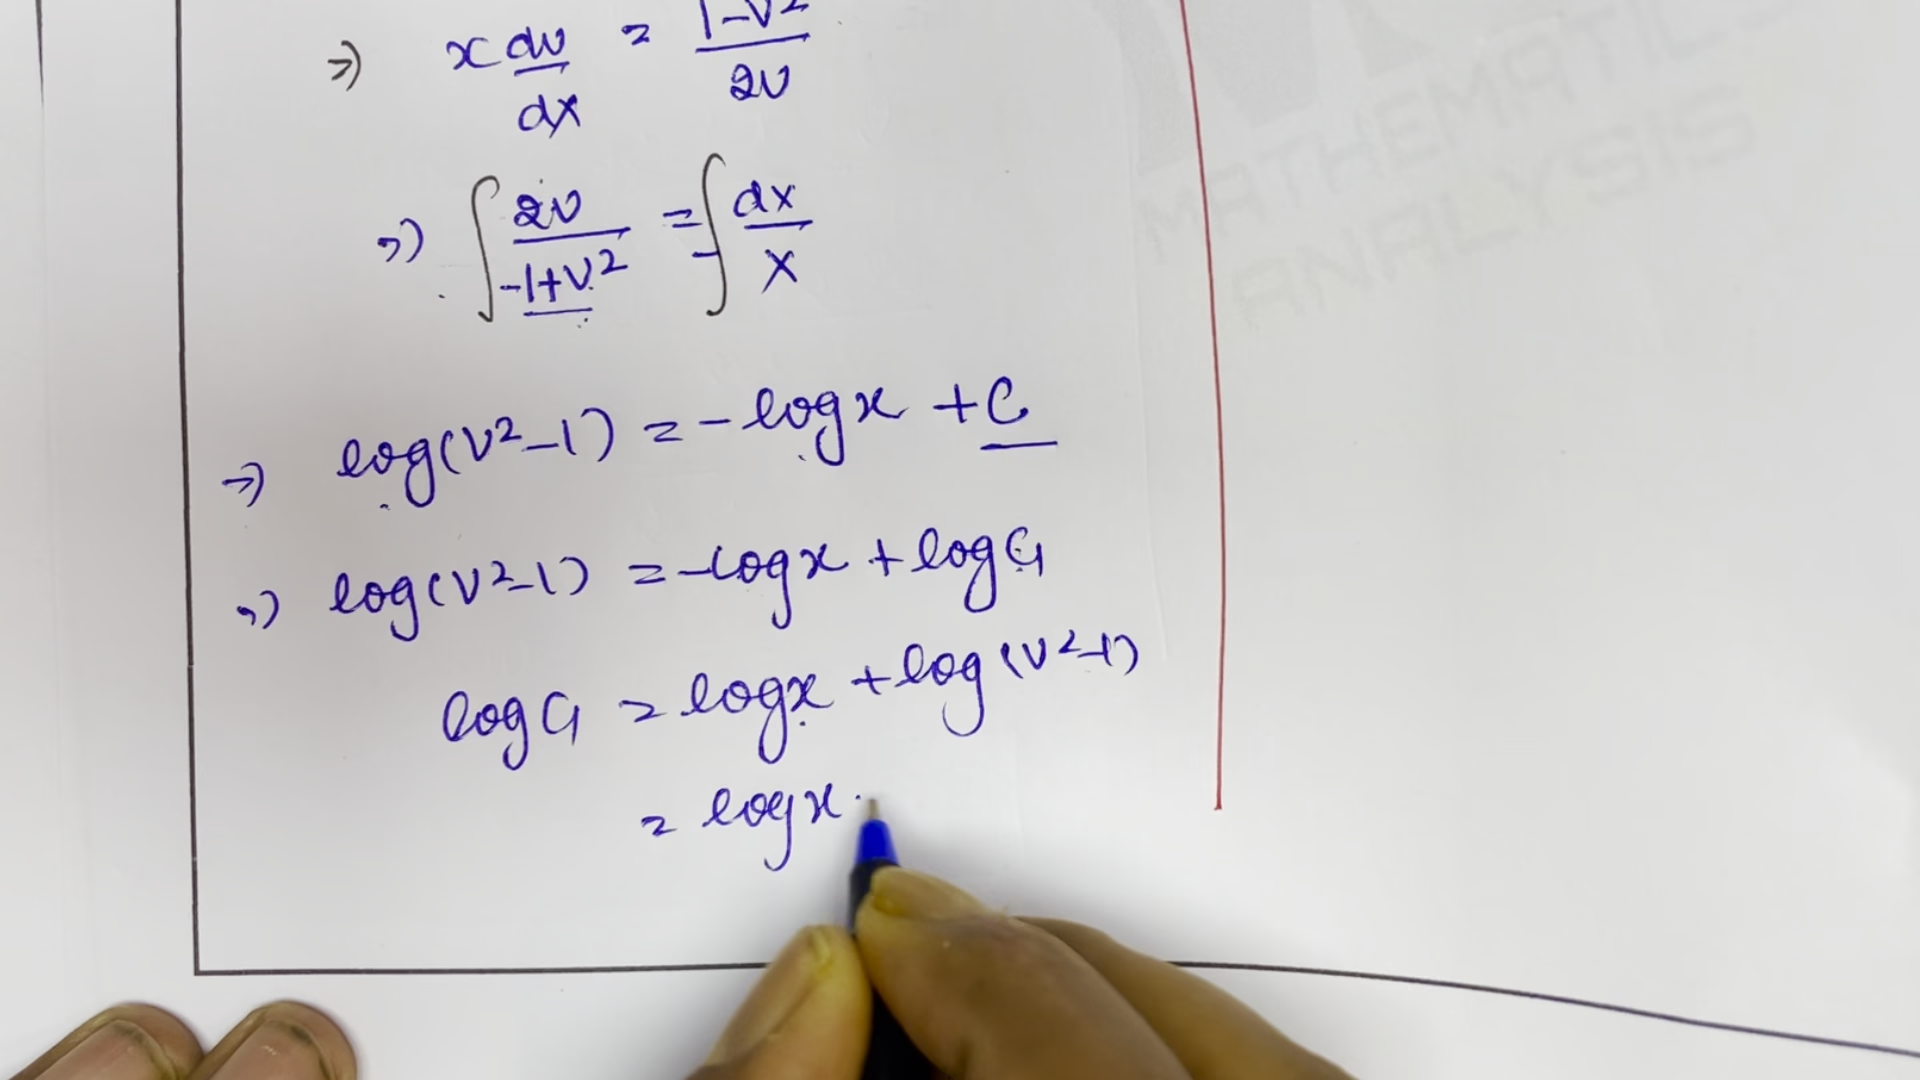 ⇒ x dv/dx = 1-v²/2v
⇒ ∫ 2v/-1+v² = -∫ dx/x
⇒ log(v²-1) = -log x + C
⇒ log(v²-1) = -log x + log C₁
log C₁ = log x + log(v²-1)
= log x ·
MATHEMATICS
ANALYSIS